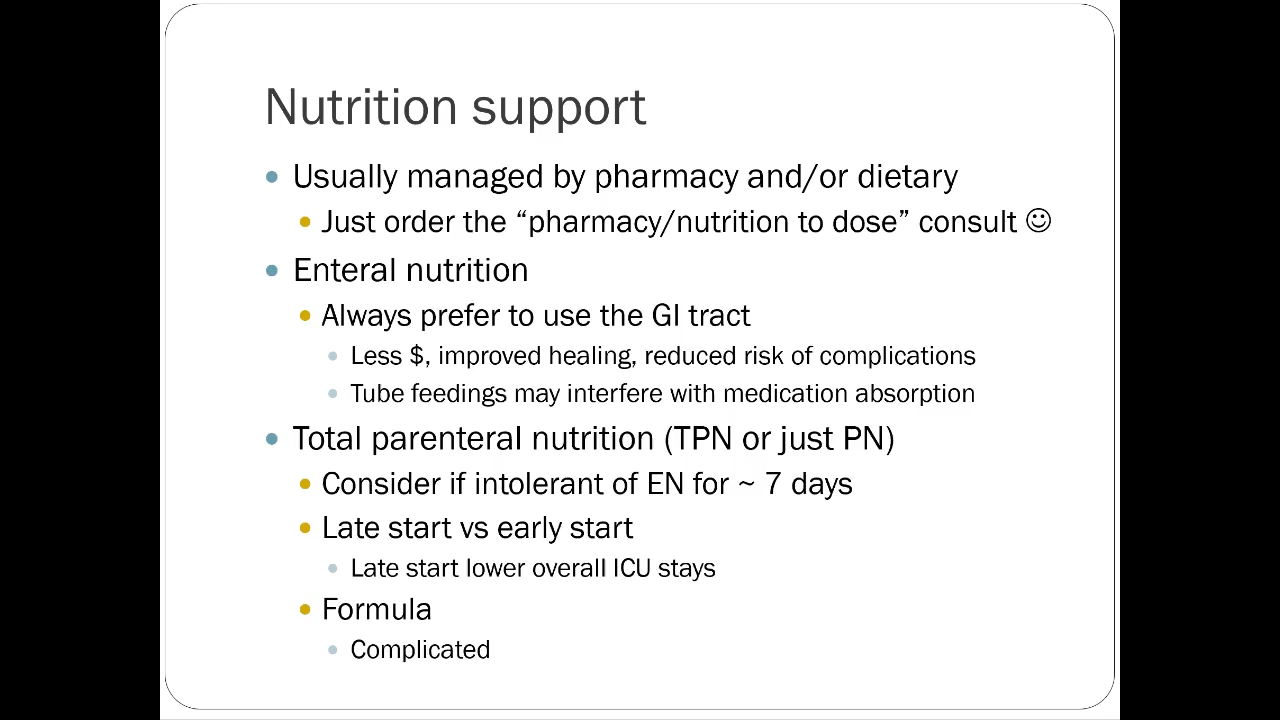 Nutrition support
• Usually managed by pharmacy and/or dietary
• Just order the “pharmacy/nutrition to dose” consult ☺
• Enteral nutrition
• Always prefer to use the GI tract
• Less $, improved healing, reduced risk of complications
• Tube feedings may interfere with medication absorption
• Total parenteral nutrition (TPN or just PN)
• Consider if intolerant of EN for ~ 7 days
• Late start vs early start
• Late start lower overall ICU stays
• Formula
• Complicated